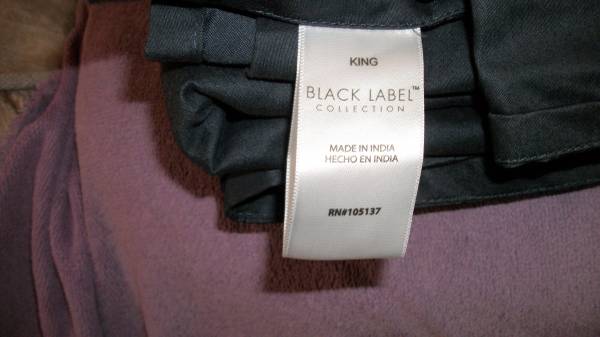 KING
BLACK LABEL™
COLLECTION
MADE IN INDIA
HECHO EN INDIA
RN#105137